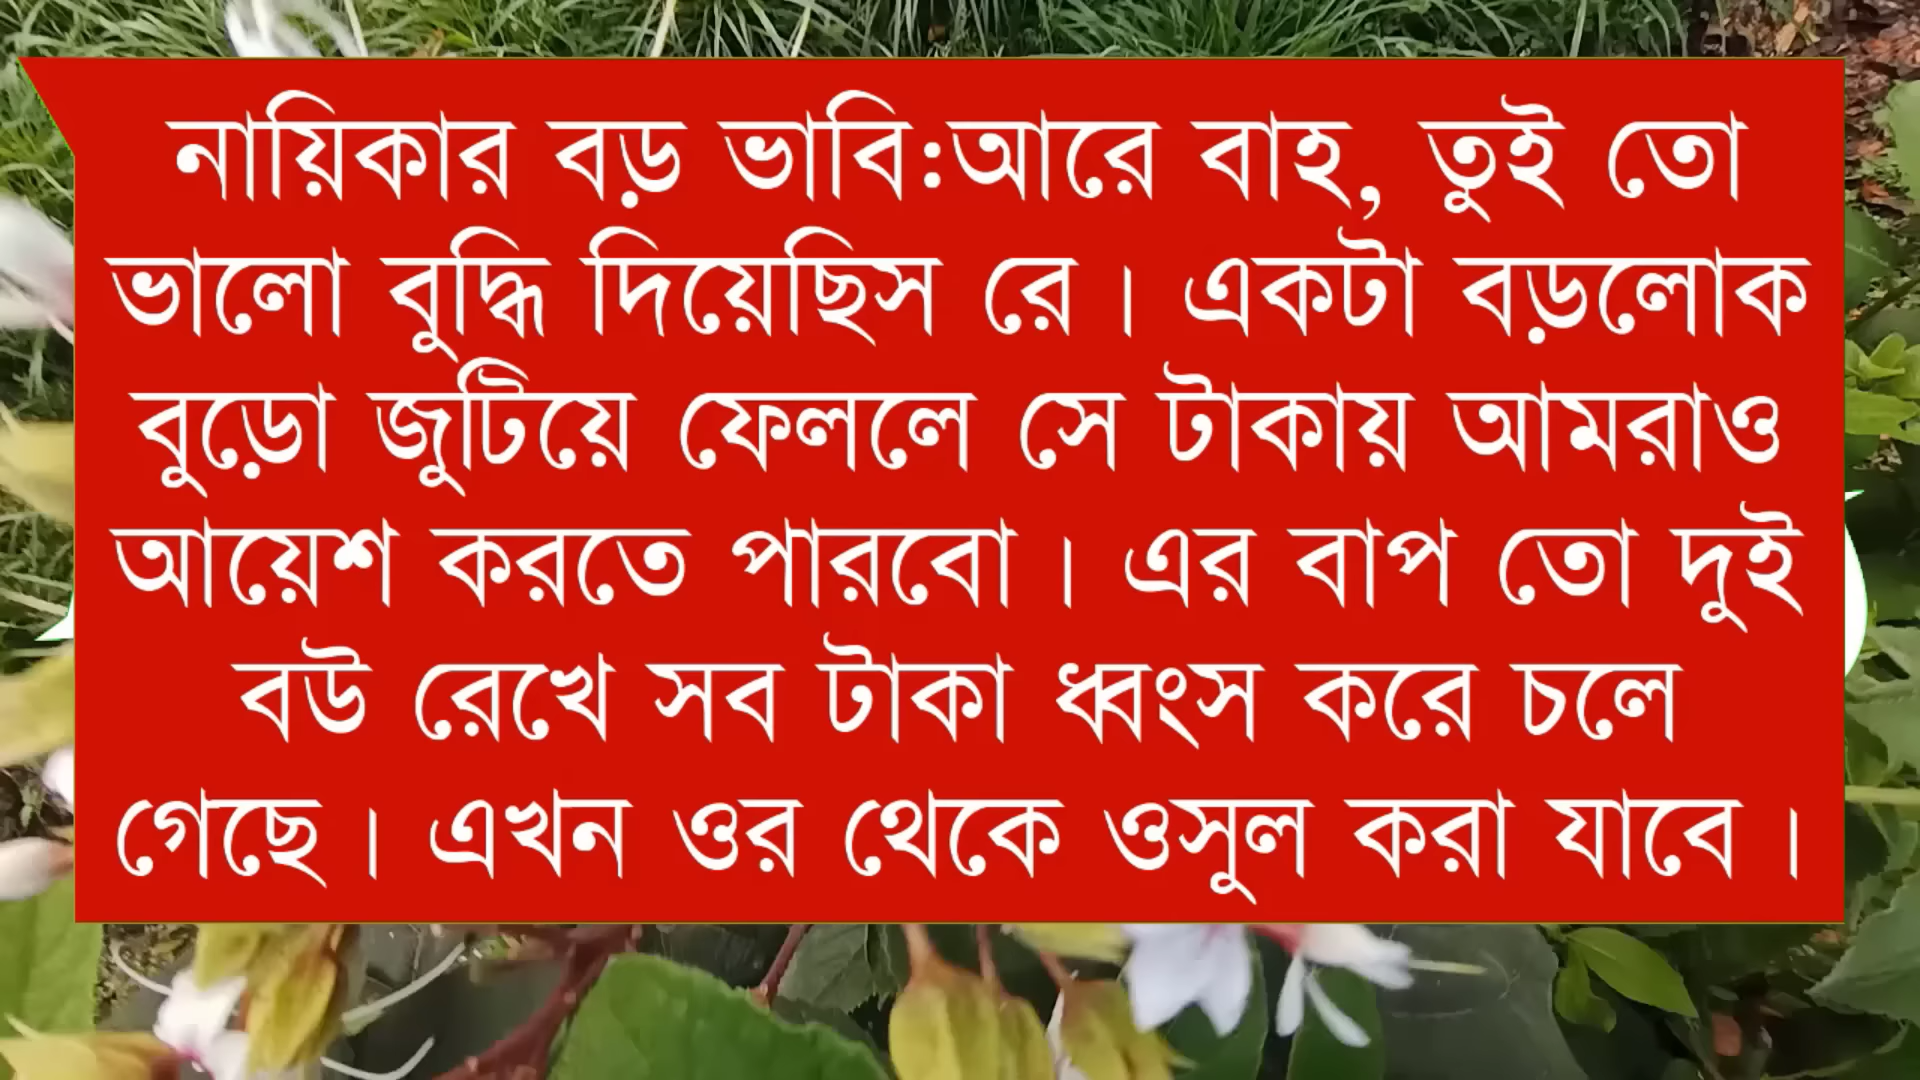 নায়িকার বড় ভাবি:আরে বাহ, তুই তো
ভালো বুদ্ধি দিয়েছিস রে। একটা বড়লোক
বুড়ো জুটিয়ে ফেললে সে টাকায় আমরাও
আয়েশ করতে পারবো। এর বাপ তো দুই
বউ রেখে সব টাকা ধ্বংস করে চলে
গেছে। এখন ওর থেকে ওসুল করা যাবে।